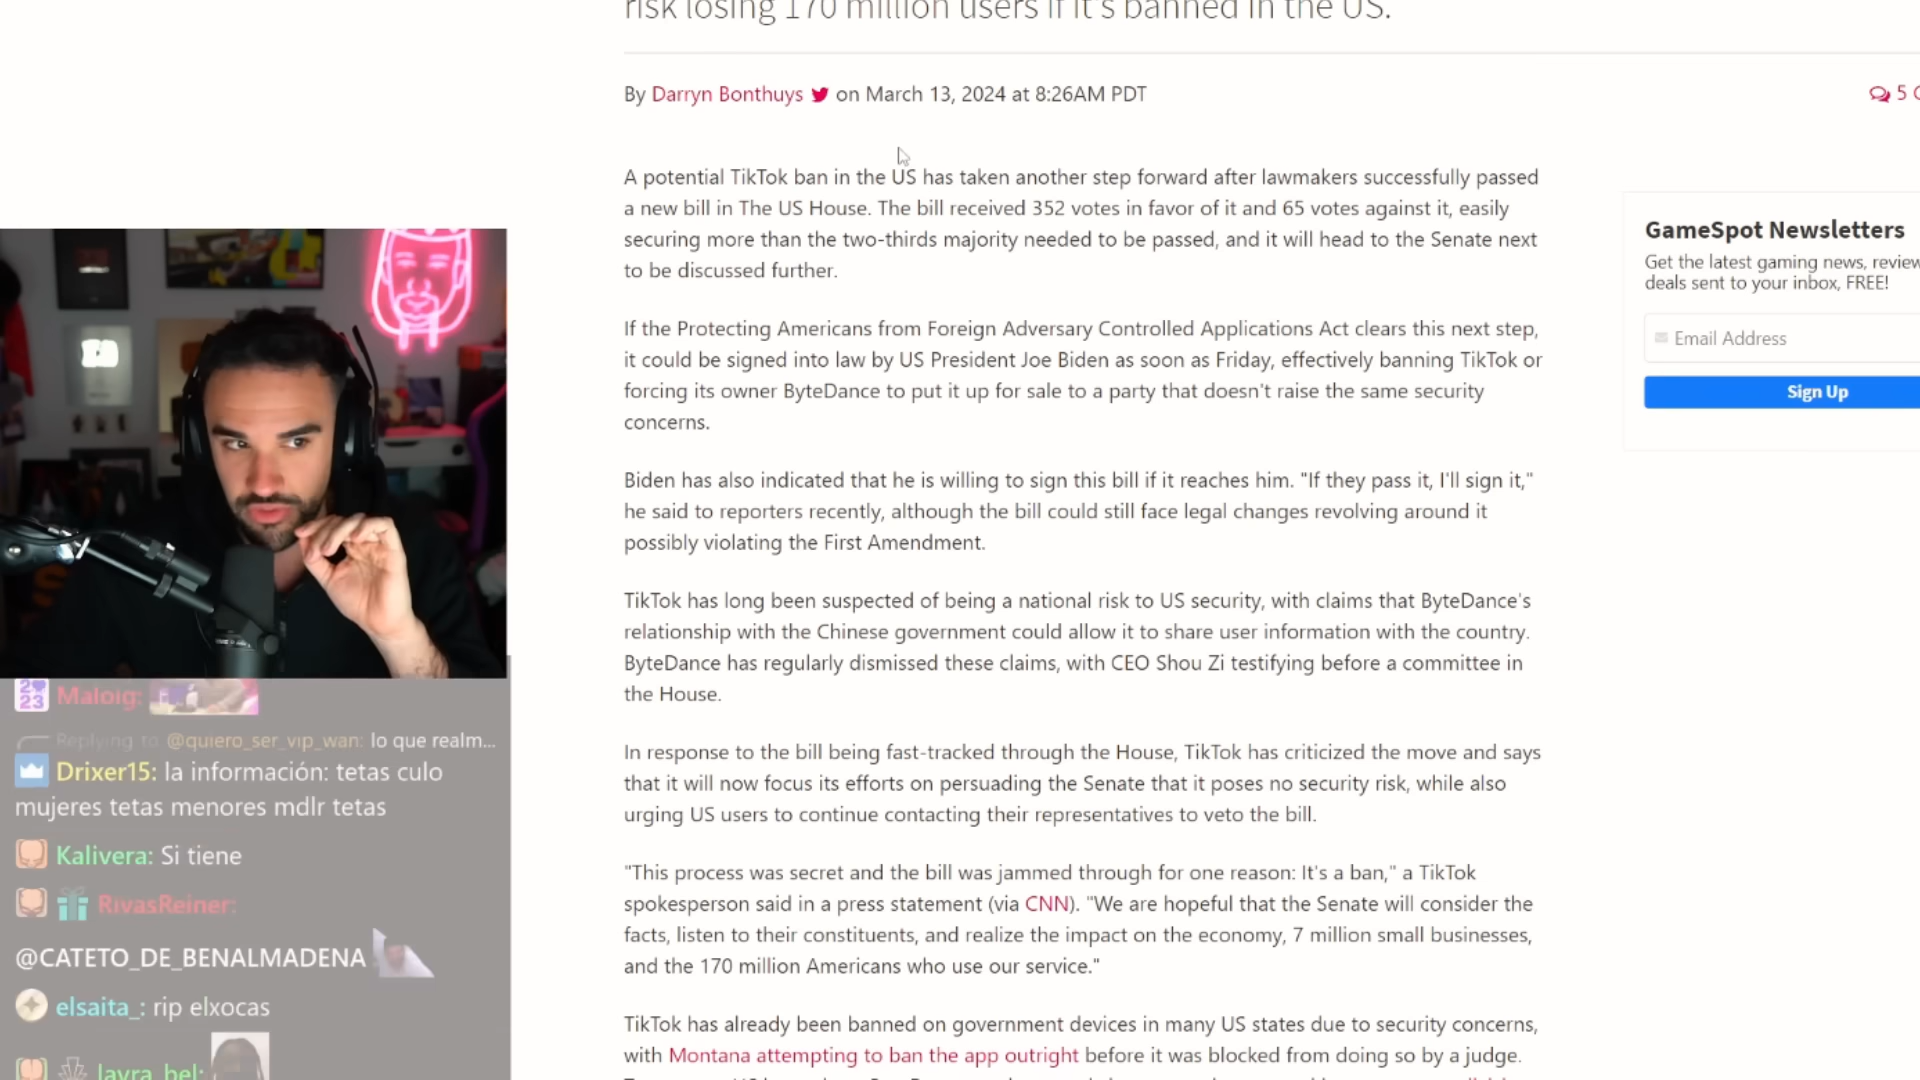 risk losing 170 million users if it's banned in the US.
By Darryn Bonthuys on March 13, 2024 at 8:26AM PDT
5
A potential TikTok ban in the US has taken another step forward after lawmakers successfully passed
a new bill in The US House. The bill received 352 votes in favor of it and 65 votes against it, easily
securing more than the two-thirds majority needed to be passed, and it will head to the Senate next
to be discussed further.
If the Protecting Americans from Foreign Adversary Controlled Applications Act clears this next step,
it could be signed into law by US President Joe Biden as soon as Friday, effectively banning TikTok or
forcing its owner ByteDance to put it up for sale to a party that doesn't raise the same security
concerns.
Biden has also indicated that he is willing to sign this bill if it reaches him. "If they pass it, I'll sign it,"
he said to reporters recently, although the bill could still face legal changes revolving around it
possibly violating the First Amendment.
TikTok has long been suspected of being a national risk to US security, with claims that ByteDance's
relationship with the Chinese government could allow it to share user information with the country.
ByteDance has regularly dismissed these claims, with CEO Shou Zi testifying before a committee in
the House.
In response to the bill being fast-tracked through the House, TikTok has criticized the move and says
that it will now focus its efforts on persuading the Senate that it poses no security risk, while also
urging US users to continue contacting their representatives to veto the bill.
"This process was secret and the bill was jammed through for one reason: It's a ban," a TikTok
spokesperson said in a press statement (via CNN). "We are hopeful that the Senate will consider the
facts, listen to their constituents, and realize the impact on the economy, 7 million small businesses,
and the 170 million Americans who use our service."
TikTok has already been banned on government devices in many US states due to security concerns,
with Montana attempting to ban the app outright before it was blocked from doing so by a judge.
GameSpot Newsletters
Get the latest gaming news, review
deals sent to your inbox, FREE!
Email Address
Sign Up
Maloig:
Replying to @quiero_ser_vip_wan: lo que realm...
Drixer15: la información: tetas culo
mujeres tetas menores mdlr tetas
Kalivera: Si tiene
RivasReiner:
@CATETO_DE_BENALMADENA
elsaita_: rip elxocas
layra_bel: